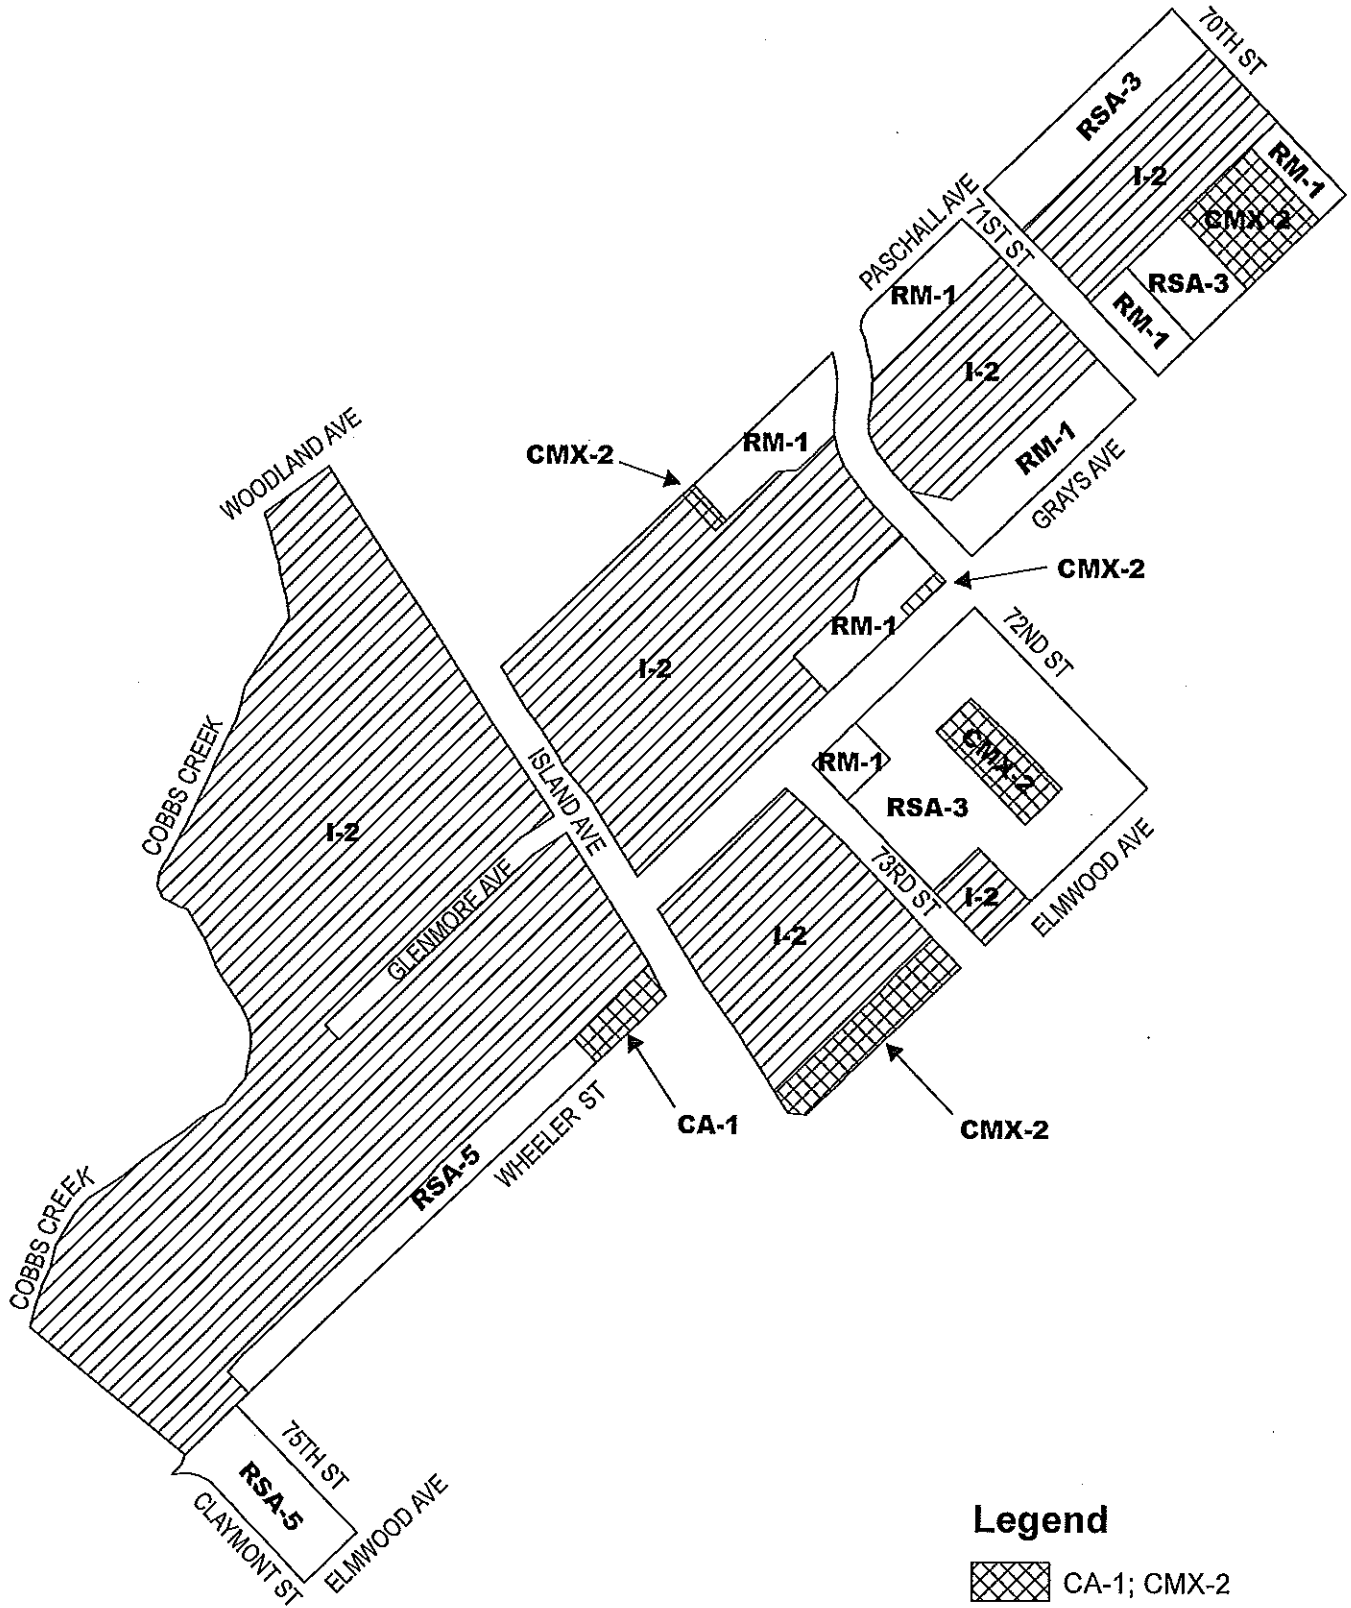 70TH ST
RSA-3
I-2
RM-1
CMX-2
PASCHALL AVE
71ST ST
RSA-3
RM-1
RM-1
I-2
RM-1
GRAYS AVE
WOODLAND AVE
CMX-2
RM-1
CMX-2
RM-1
72ND ST
I-2
COBBS CREEK
ISLAND AVE
RM-1
CMX-2
RSA-3
I-2
GLENMORE AVE
73RD ST
I-2
ELMWOOD AVE
I-2
CA-1
CMX-2
WHEELER ST
RSA-5
COBBS CREEK
75TH ST
RSA-5
CLAYMONT ST
ELMWOOD AVE
Legend
CA-1; CMX-2